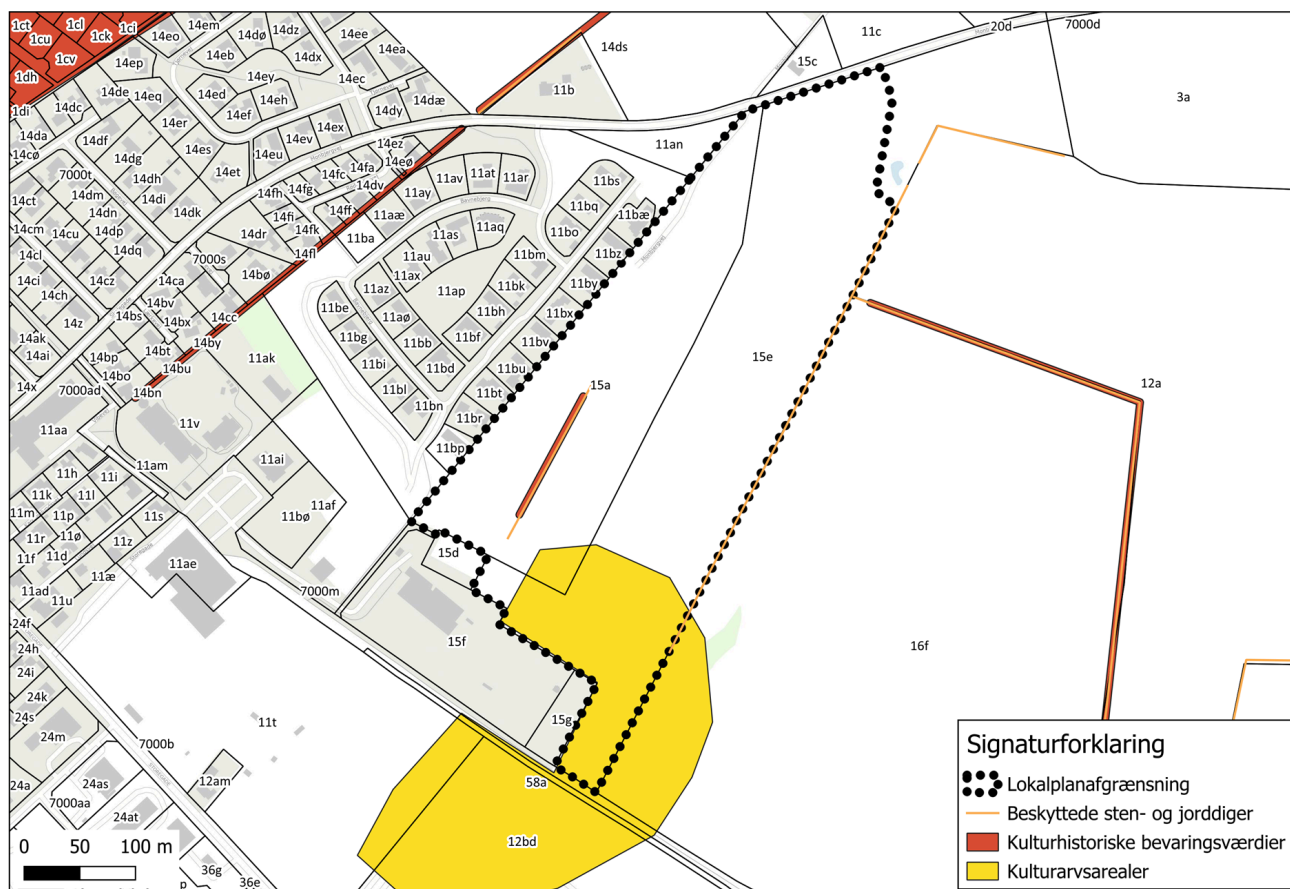 1ct
1cl
1cu
1ck
1ci
1cv
1dh
1di
14eo
14em
14dø
14dz
14ee
14ea
14ep
14eb
14dx
14ey
14ec
14ed
14eh
14ef
14dæ
14dy
14de
14eq
14dc
14er
14ev
14ex
14eu
14es
14et
14da
14cø
14df
14dg
14dh
14di
14dk
7000t
14dm
14dn
14dp
14dq
14ct
14cm
14cu
14cl
14ci
14ch
14cz
14z
14ak
14ai
14x
14ez
14eø
14fa
14fc
14fg
14fh
14dv
14ff
14fi
14fk
14fl
14dr
14bø
7000s
14ca
14bv
14bs
14bx
14cc
14by
14bt
14bu
14bp
14bo
14bn
7000ad
14ds
11b
11c
15c
20d
7000d
3a
11an
11ay
11av
11at
11ar
11aæ
11ba
11as
11aq
11au
11ax
11az
11aø
11ap
11bb
11bd
11be
11bg
11bi
11bl
11bn
11bs
11bq
11bo
11bæ
11bz
11by
11bx
11bv
11bu
11bt
11br
11bp
11bm
11bk
11bh
11bf
11ak
11v
11aa
11am
11ai
11af
11bø
11h
11i
11k
11l
11m
11p
11r
11ø
11f
11d
11s
11z
11æ
11ad
11u
11ae
7000m
15a
15e
12a
15d
15f
15g
16f
58a
12bd
11t
24f
24h
24i
24k
24s
24m
24a
7000b
24as
7000aa
24at
12am
36g
36e
p
Monbjergvej
Bavnebjerg
0 50 100 m
Signaturforklaring
Lokalplanafgrænsning
Beskyttede sten- og jorddiger
Kulturhistoriske bevaringsværdier
Kulturarvsarealer